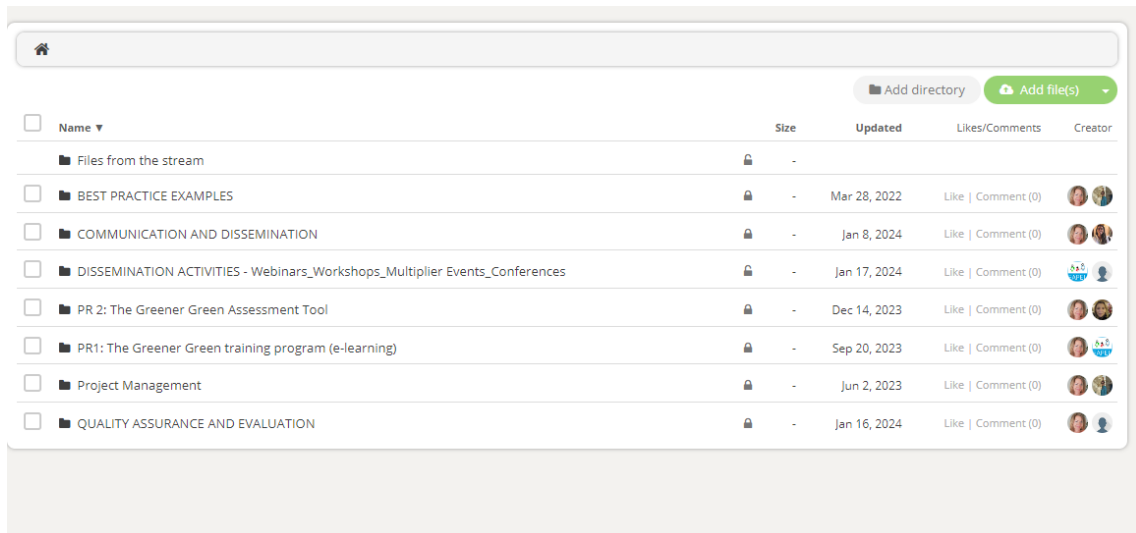 Add directory Add file(s)
Name ▼ Size Updated Likes/Comments Creator
Files from the stream -
BEST PRACTICE EXAMPLES - Mar 28, 2022 Like | Comment (0)
COMMUNICATION AND DISSEMINATION - Jan 8, 2024 Like | Comment (0)
DISSEMINATION ACTIVITIES - Webinars_Workshops_Multiplier Events_Conferences - Jan 17, 2024 Like | Comment (0)
PR 2: The Greener Green Assessment Tool - Dec 14, 2023 Like | Comment (0)
PR1: The Greener Green training program (e-learning) - Sep 20, 2023 Like | Comment (0)
Project Management - Jun 2, 2023 Like | Comment (0)
QUALITY ASSURANCE AND EVALUATION - Jan 16, 2024 Like | Comment (0)